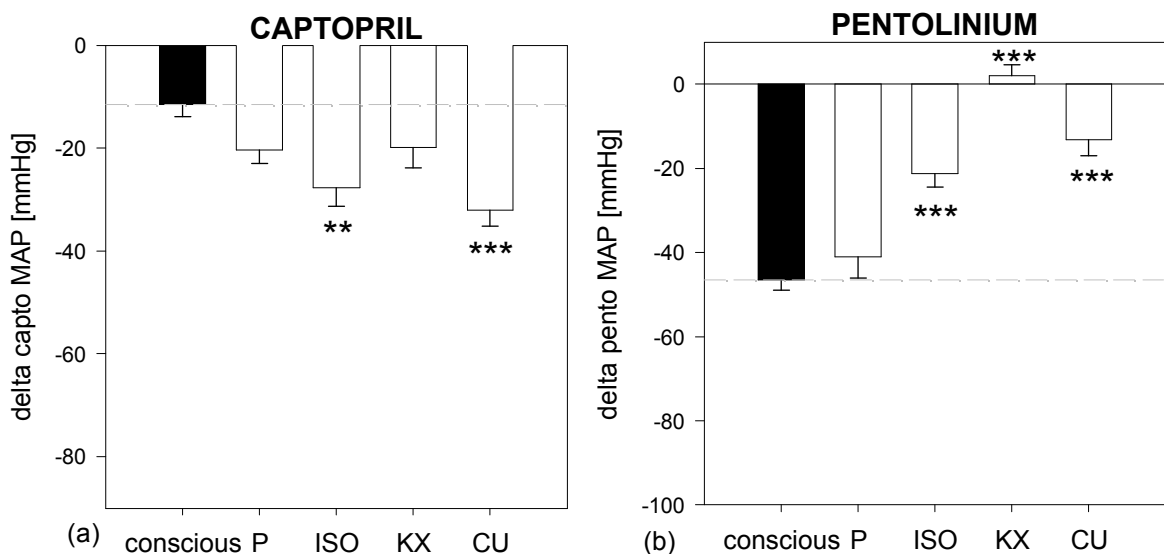 CAPTOPRIL
0
-20
-40
-60
-80
delta capto MAP [mmHg]
**
***
(a)
conscious P ISO KX CU
PENTOLINIUM
0
-20
-40
-60
-80
-100
delta pento MAP [mmHg]
***
***
***
(b)
conscious P ISO KX CU